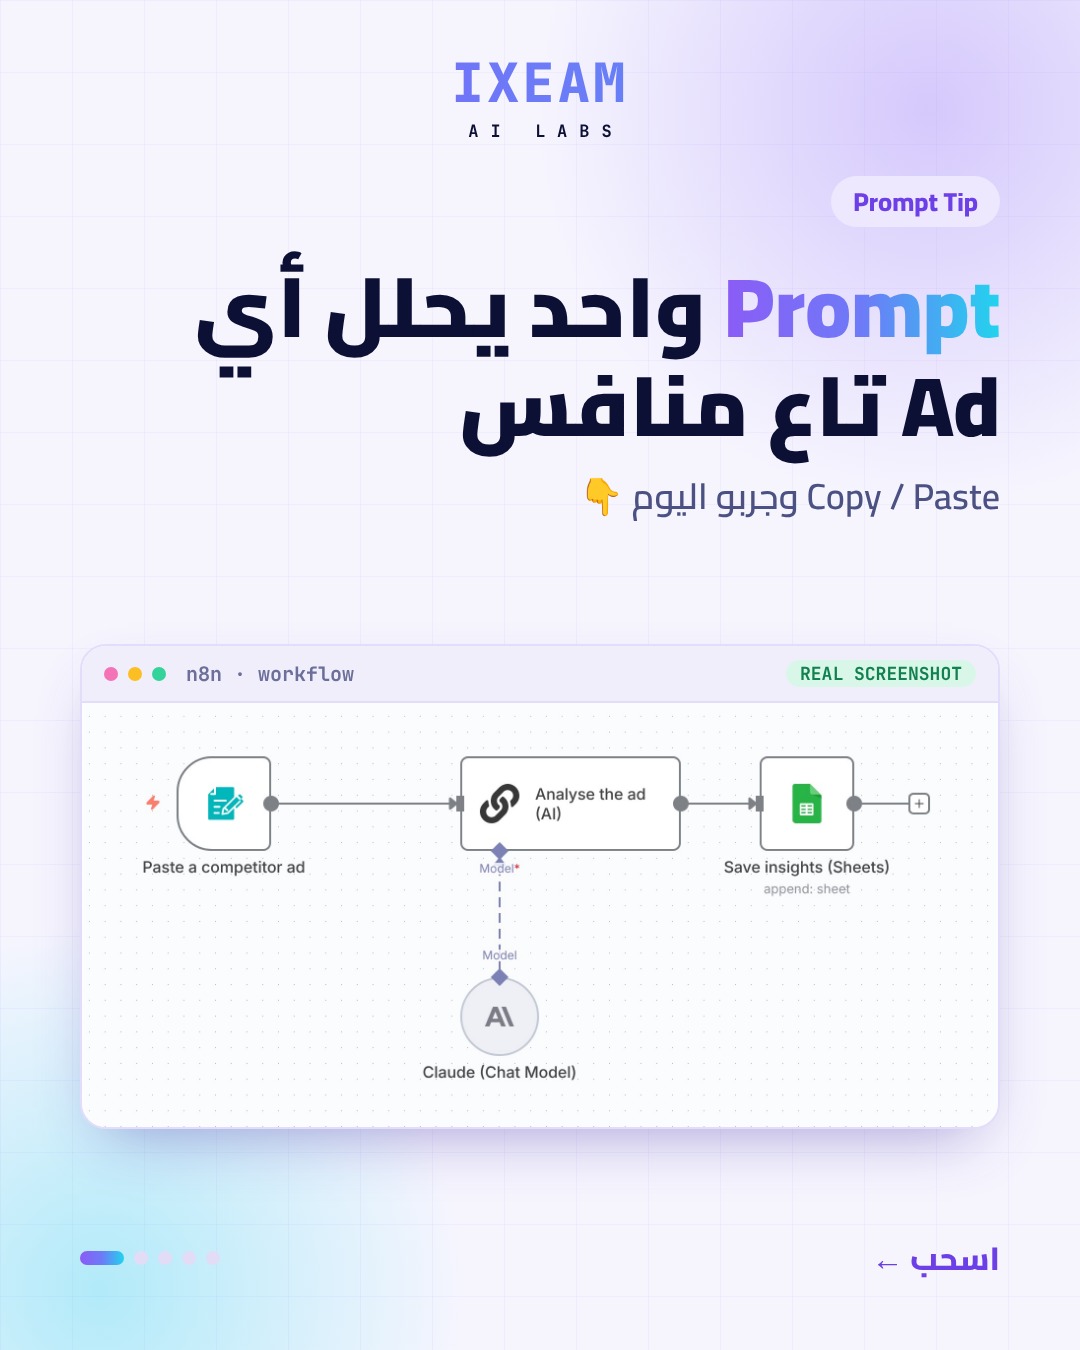 IXEAM
AI LABS
Prompt Tip
Prompt واحد يحلل أي
Ad تاع منافس
Copy / Paste وجربو اليوم 👇
n8n · workflow
REAL SCREENSHOT
Analyse the ad
(AI)
Paste a competitor ad
Model*
Save insights (Sheets)
append: sheet
Model
Claude (Chat Model)
اسحب ←